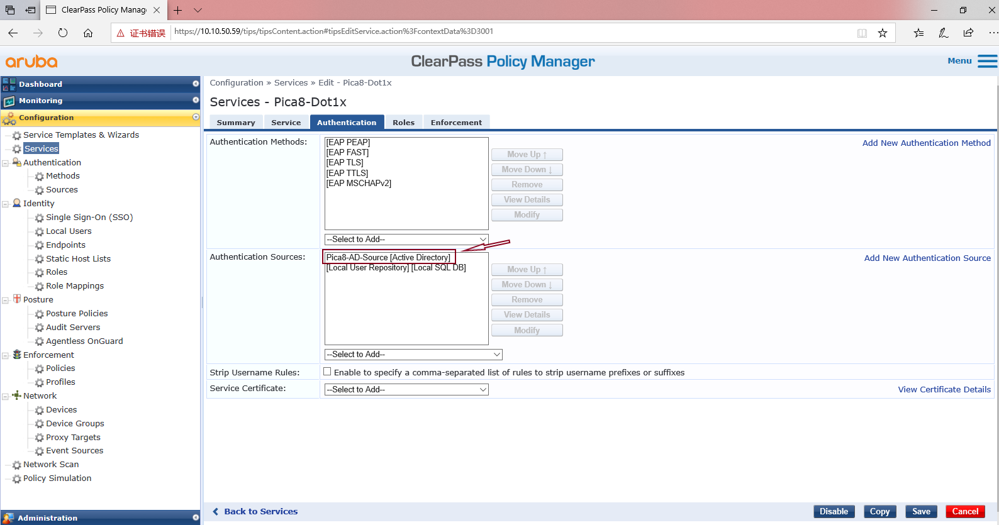 ClearPass Policy Manag
证书错误
https://10.10.50.59/tips/tipsContent.action#tipsEditService.action%3FcontextData%3D3001
aruba
ClearPass Policy Manager
Menu
Dashboard
Monitoring
Configuration
Service Templates & Wizards
Services
Authentication
Methods
Sources
Identity
Single Sign-On (SSO)
Local Users
Endpoints
Static Host Lists
Roles
Role Mappings
Posture
Posture Policies
Audit Servers
Agentless OnGuard
Enforcement
Policies
Profiles
Network
Devices
Device Groups
Proxy Targets
Event Sources
Network Scan
Policy Simulation
Administration
Configuration » Services » Edit - Pica8-Dot1x
Services - Pica8-Dot1x
Summary Service Authentication Roles Enforcement
Authentication Methods:
[EAP PEAP]
[EAP FAST]
[EAP TLS]
[EAP TTLS]
[EAP MSCHAPv2]
Move Up ↑
Move Down ↓
Remove
View Details
Modify
Add New Authentication Method
--Select to Add--
Authentication Sources:
Pica8-AD-Source [Active Directory]
[Local User Repository] [Local SQL DB]
Move Up ↑
Move Down ↓
Remove
View Details
Modify
Add New Authentication Source
--Select to Add--
Strip Username Rules:
Enable to specify a comma-separated list of rules to strip username prefixes or suffixes
Service Certificate:
--Select to Add--
View Certificate Details
Back to Services
Disable Copy Save Cancel